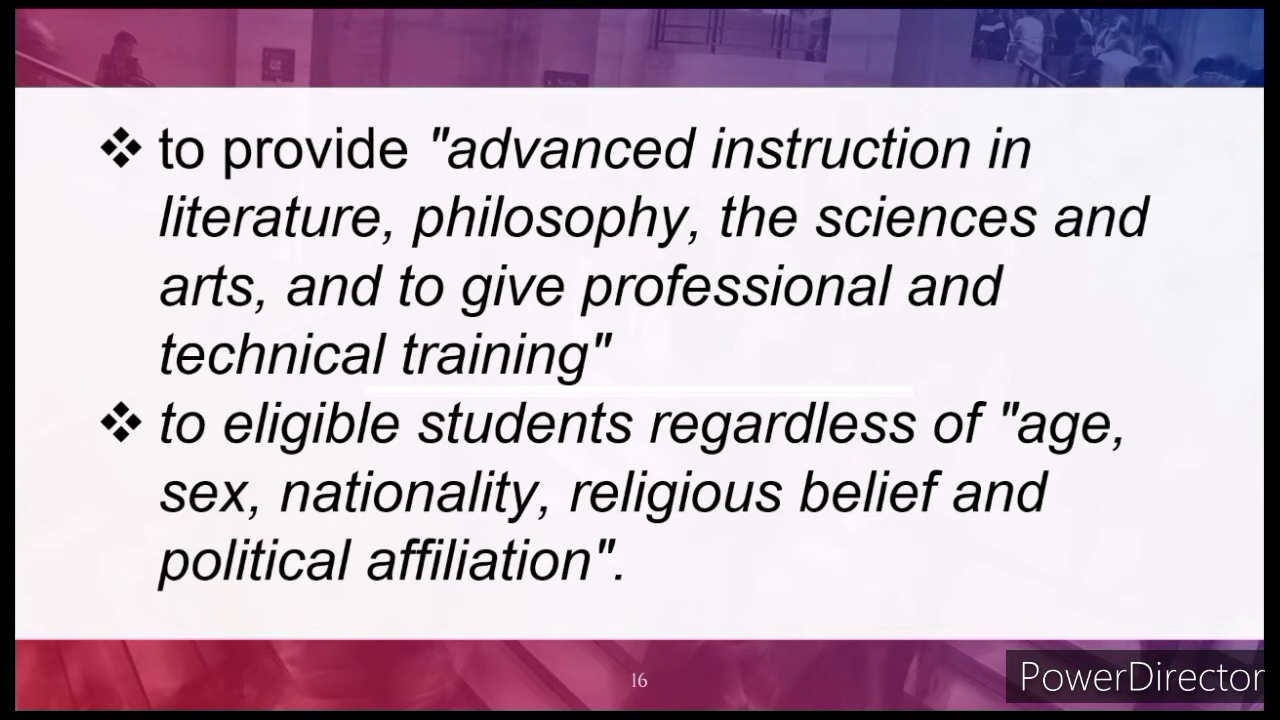 ❖ to provide "advanced instruction in
literature, philosophy, the sciences and
arts, and to give professional and
technical training"
❖ to eligible students regardless of "age,
sex, nationality, religious belief and
political affiliation".
16
PowerDirector